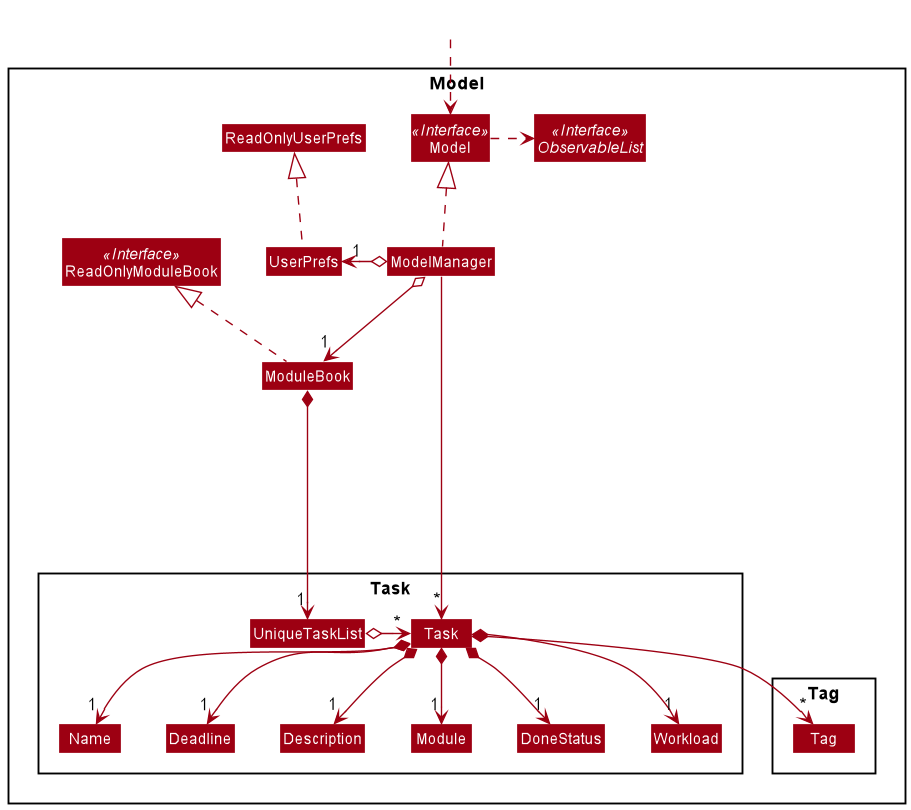 Model
ReadOnlyUserPrefs
«Interface»
Model
«Interface»
ObservableList
«Interface»
ReadOnlyModuleBook
UserPrefs
1
ModelManager
1
ModuleBook
Task
1
*
*
UniqueTaskList
Task
Tag
1
1
1
1
1
1
*
Name
Deadline
Description
Module
DoneStatus
Workload
Tag